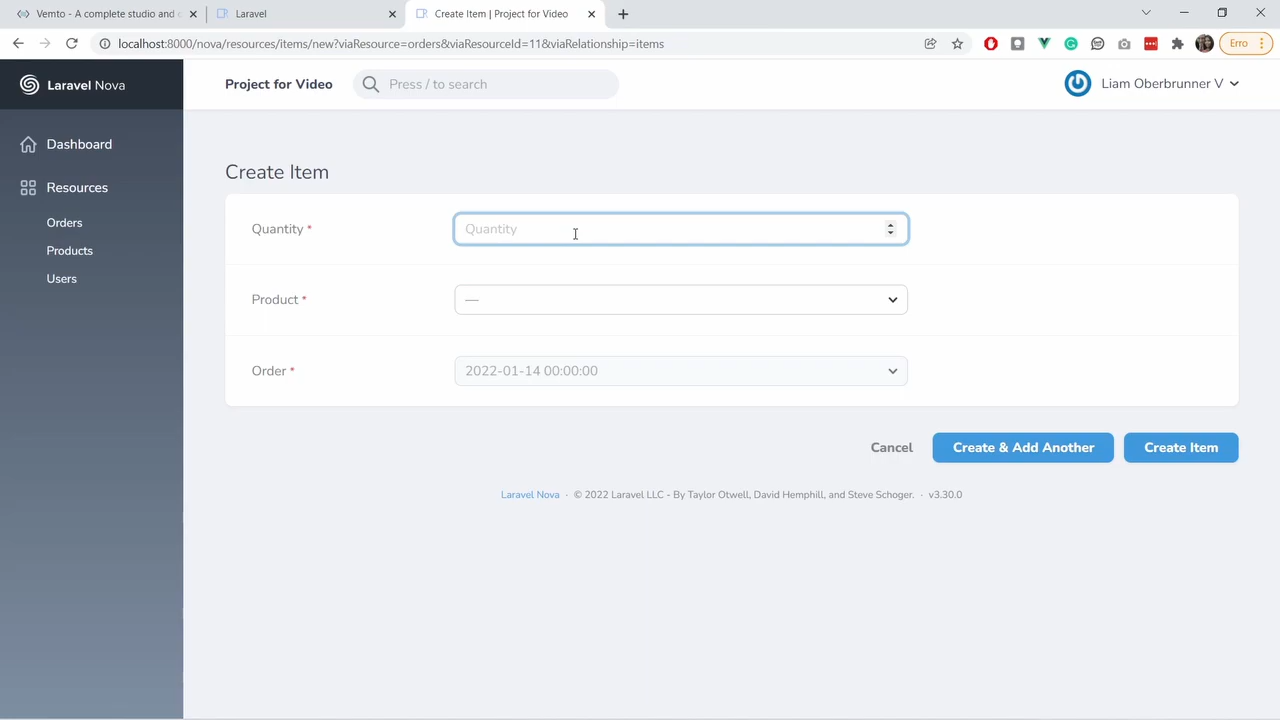 Vemto - A complete studio and c
Laravel
Create Item | Project for Video
localhost:8000/nova/resources/items/new?viaResource=orders&viaResourceId=11&viaRelationship=items
Erro
Laravel Nova
Project for Video
Press / to search
Liam Oberbrunner V
Dashboard
Resources
Orders
Products
Users
Create Item
Quantity *
Quantity
Product *
—
Order *
2022-01-14 00:00:00
Cancel
Create & Add Another
Create Item
Laravel Nova · © 2022 Laravel LLC - By Taylor Otwell, David Hemphill, and Steve Schoger. · v3.30.0